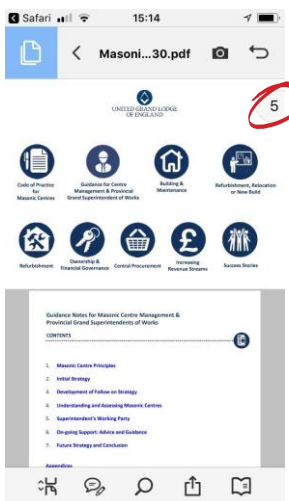 Safari 15:14
Masoni...30.pdf
UNITED GRAND LODGE
OF ENGLAND
5
Code of Practice
for
Masonic Centres
Guidance for Centre
Management & Provincial
Grand Superintendent of Works
Building &
Maintenance
Refurbishment, Relocation
or New Build
Refurbishment
Ownership &
Financial Governance
Central Procurement
Increasing
Revenue Streams
Success Stories
Guidance Notes for Masonic Centre Management &
Provincial Grand Superintendents of Works
CONTENTS
1. Masonic Centre Principles
2. Initial Strategy
3. Development of Follow on Strategy
4. Understanding and Assessing Masonic Centres
5. Superintendent's Working Party
6. On-going Support: Advice and Guidance
7. Future Strategy and Conclusion
Appendices